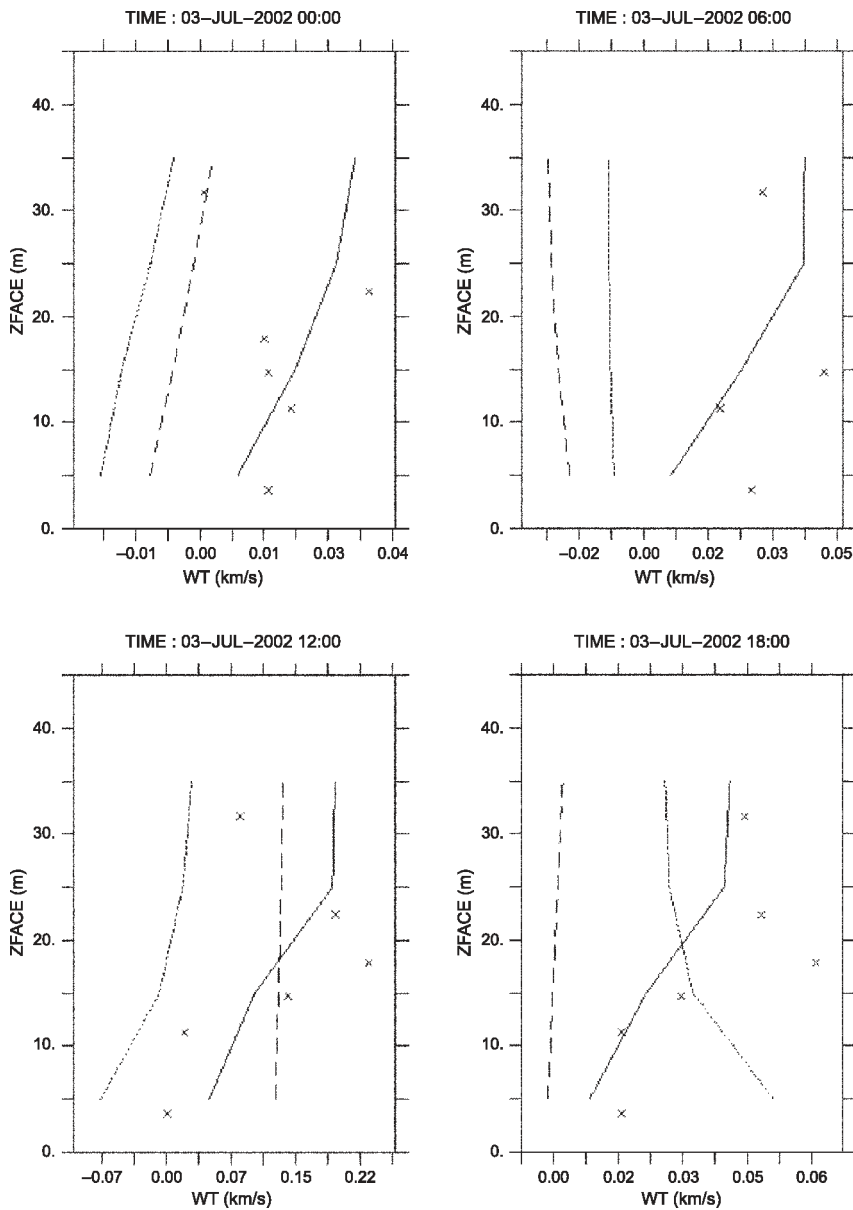 TIME : 03–JUL–2002 00:00
TIME : 03–JUL–2002 06:00
40.
30.
20.
10.
0.
ZFACE (m)
–0.01 0.00 0.01 0.03 0.04
WT (km/s)
40.
30.
20.
10.
0.
ZFACE (m)
–0.02 0.00 0.02 0.03 0.05
WT (km/s)
TIME : 03–JUL–2002 12:00
TIME : 03–JUL–2002 18:00
40.
30.
20.
10.
0.
ZFACE (m)
–0.07 0.00 0.07 0.15 0.22
WT (km/s)
40.
30.
20.
10.
0.
ZFACE (m)
0.00 0.02 0.03 0.05 0.06
WT (km/s)